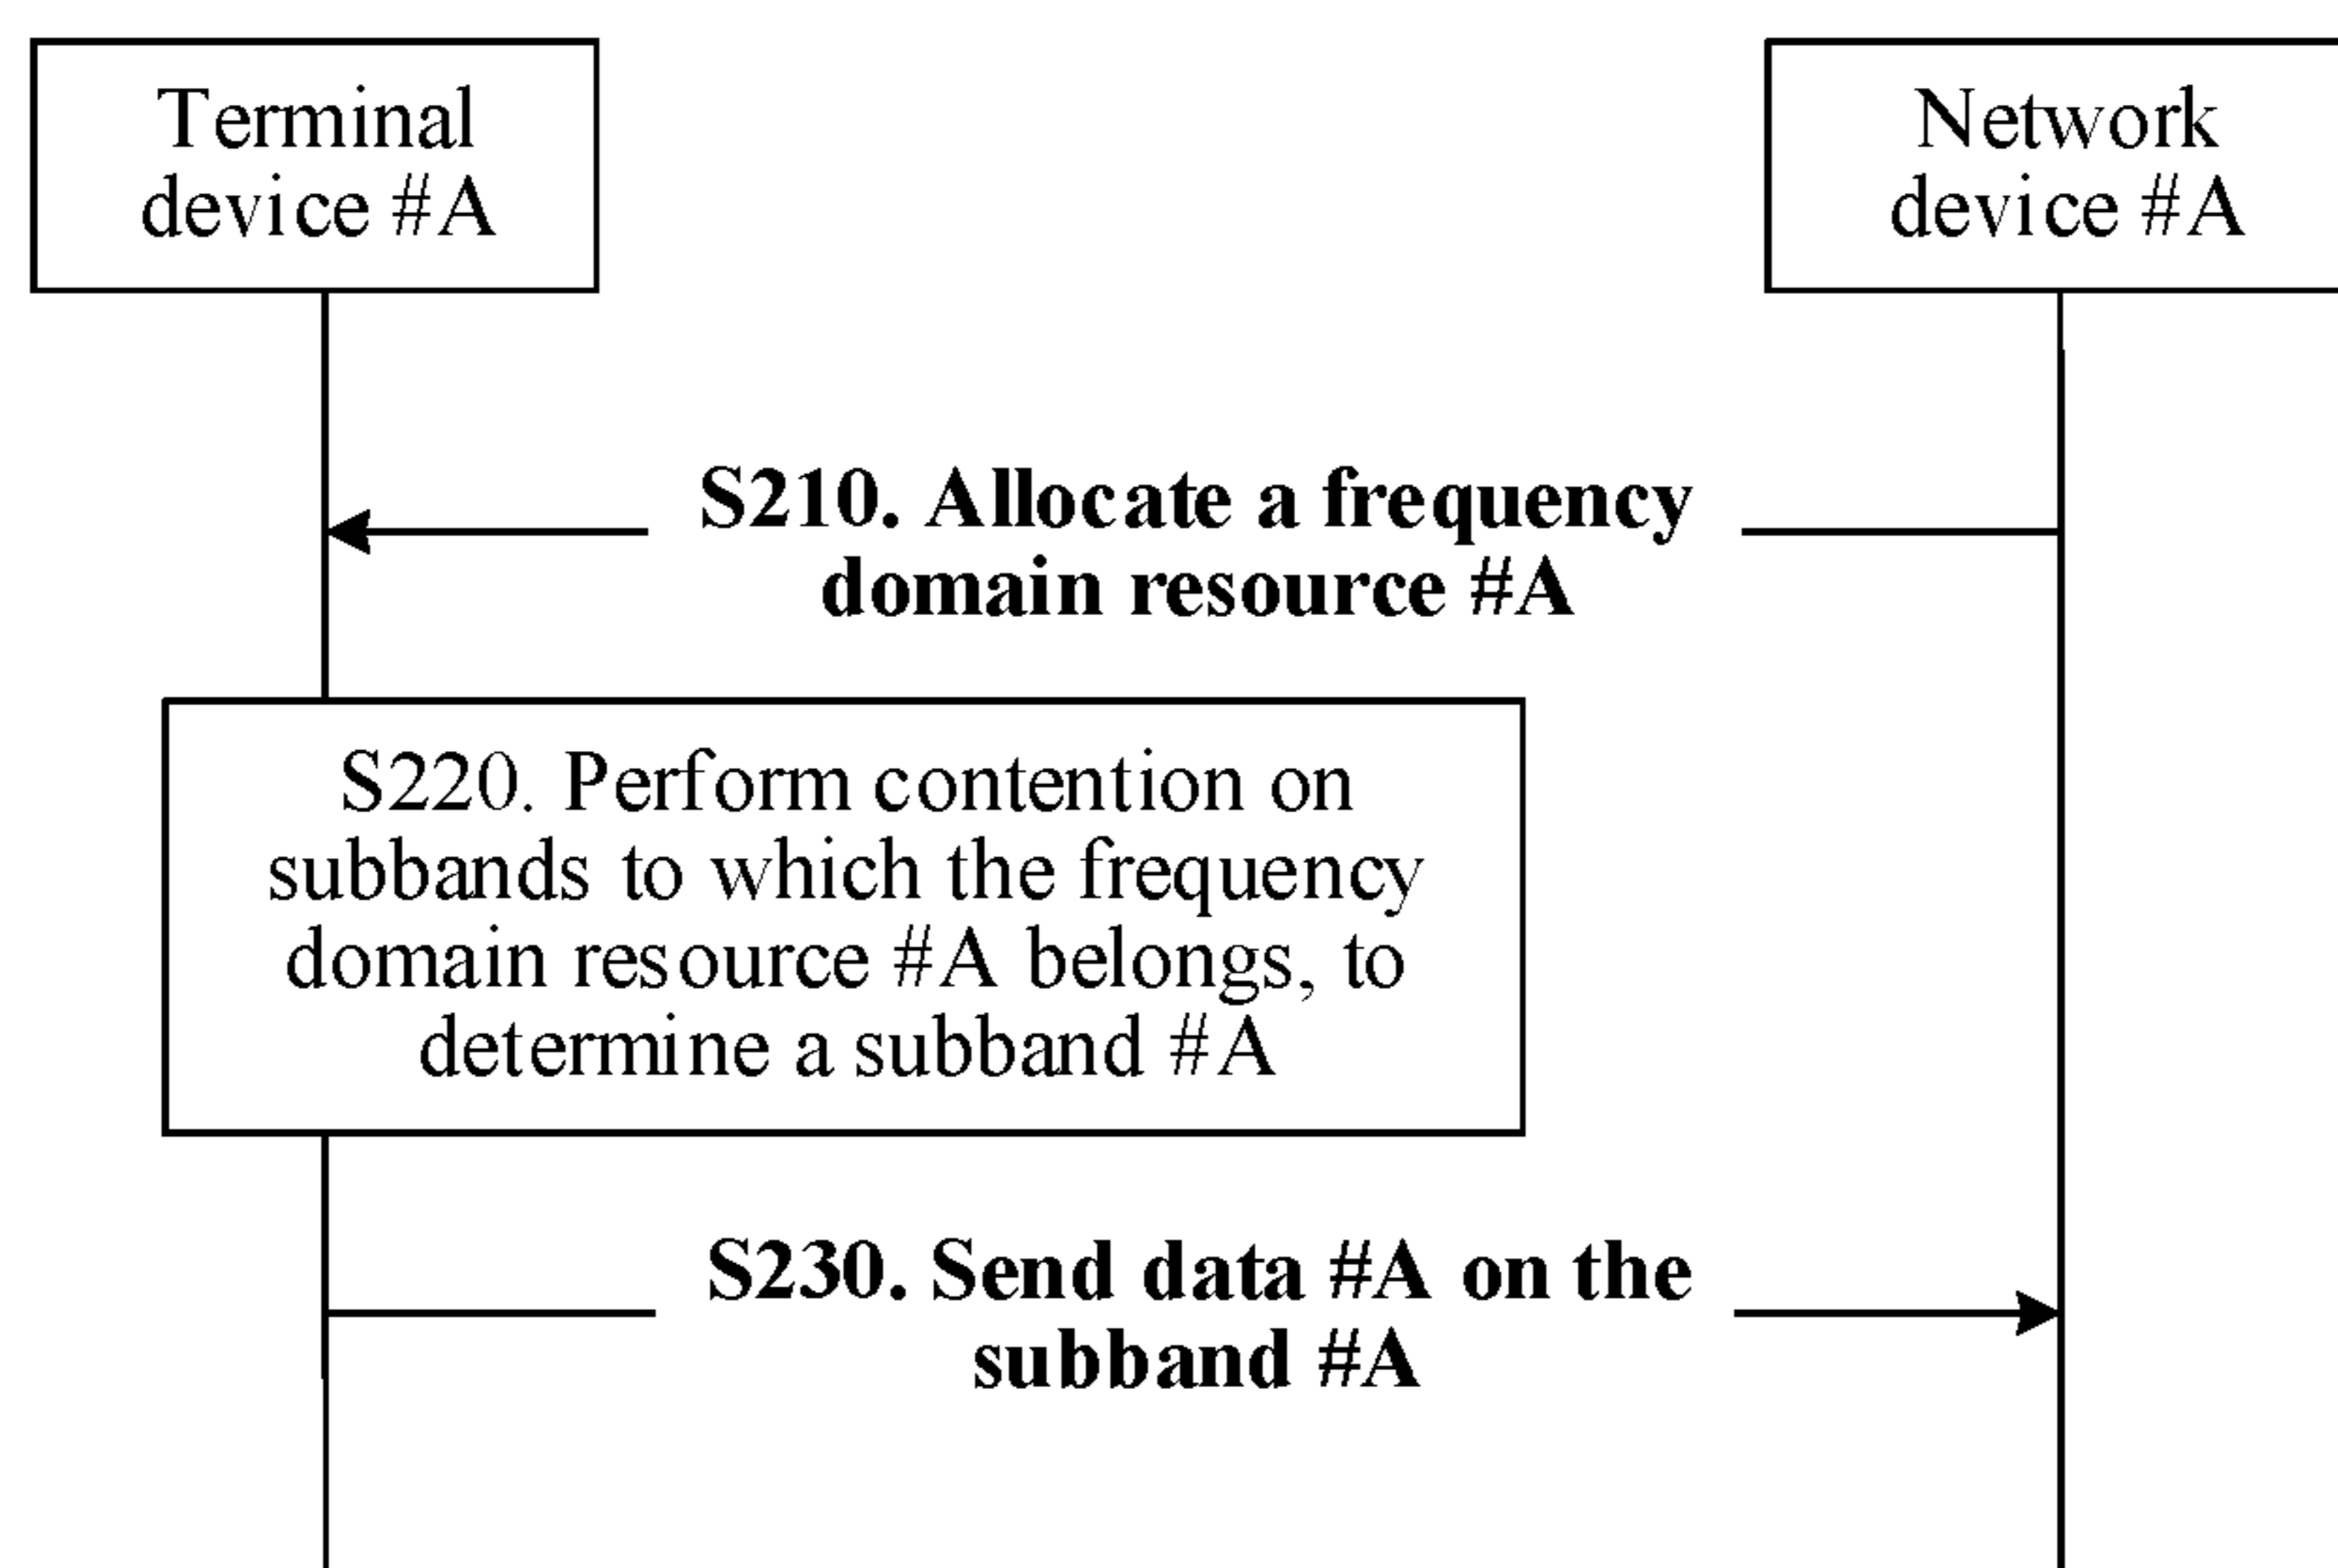 Terminal
device #A
Network
device #A
S210. Allocate a frequency
domain resource #A
S220. Perform contention on
subbands to which the frequency
domain resource #A belongs, to
determine a subband #A
S230. Send data #A on the
subband #A